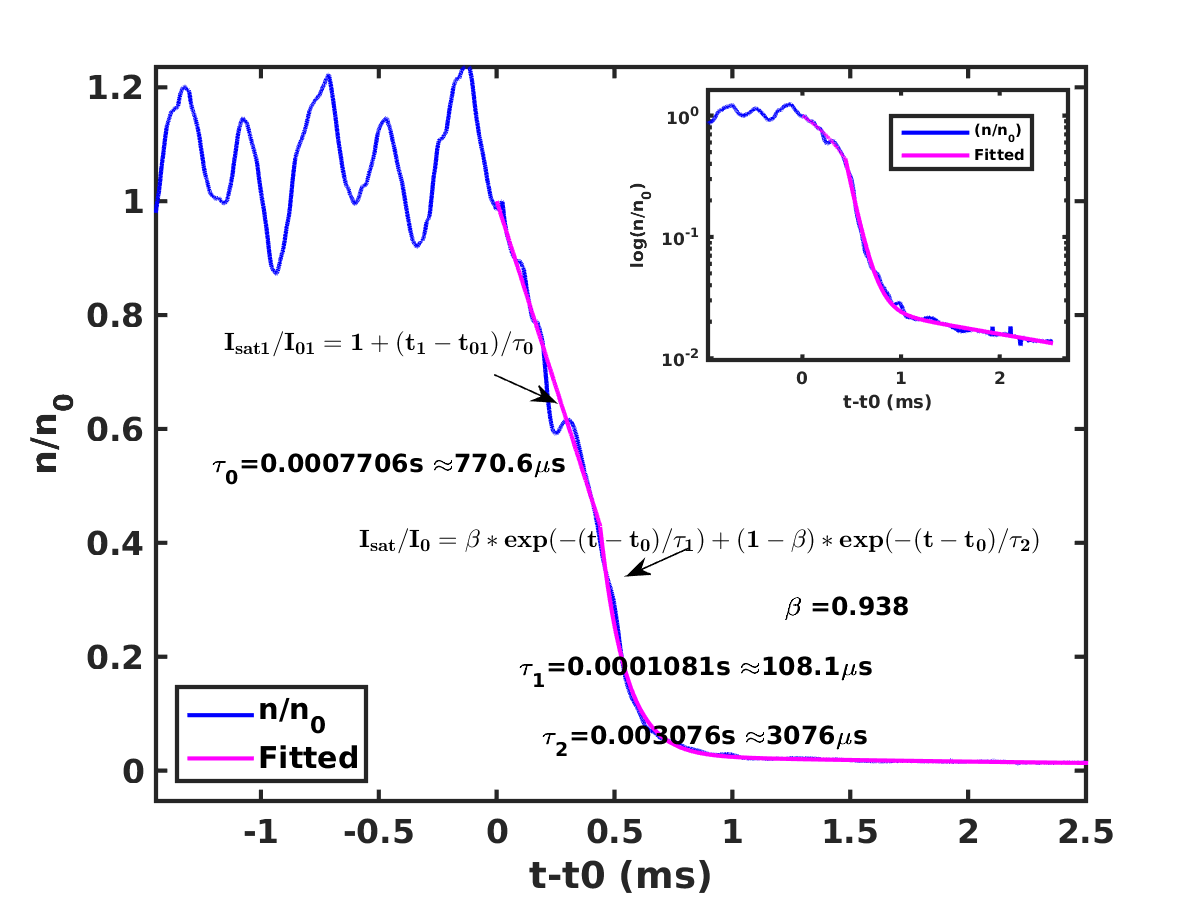 1.2
1
0.8
0.6
0.4
0.2
0
n/n0
-1 -0.5 0 0.5 1 1.5 2 2.5
t-t0 (ms)
Isat1/I01 = 1 + (t1 − t01)/τ0
τ0=0.0007706s ≈770.6μs
Isat/I0 = β ∗ exp(−(t − t0)/τ1) + (1 − β) ∗ exp(−(t − t0)/τ2)
β =0.938
τ1=0.0001081s ≈108.1μs
τ2=0.003076s ≈3076μs
n/n0
Fitted
10^0
10^-1
10^-2
log(n/n0)
(n/n0)
Fitted
0 1 2
t-t0 (ms)